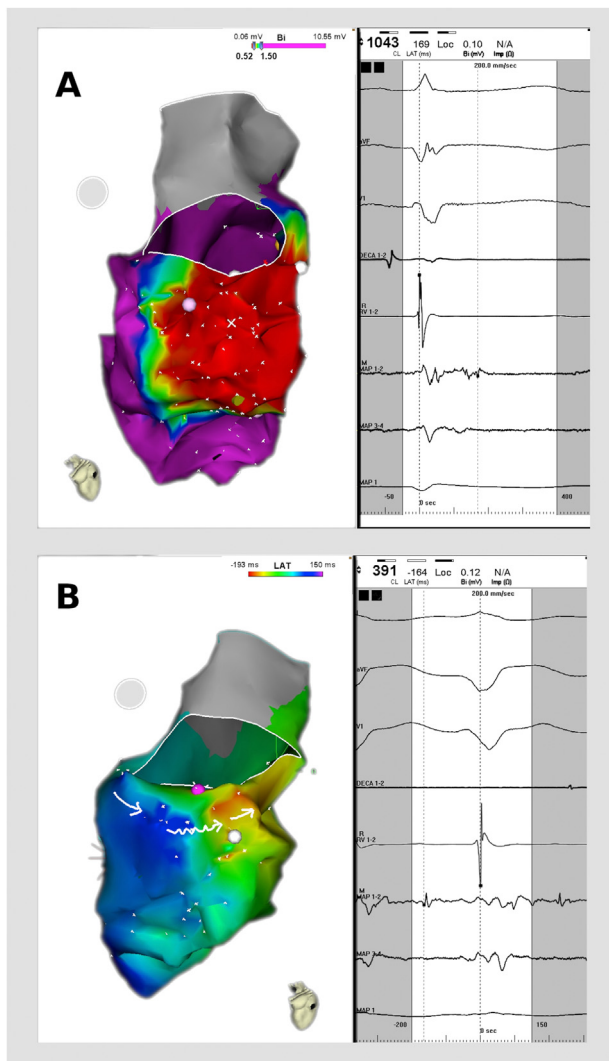 A
0.06 mV Bi 10.55 mV
0.52 1.50
1043 169 Loc 0.10 N/A
CL LAT (ms) Bi (mV) Imp (Ω)
200.0 mm/sec
aVF
V1
DECA 1-2
R
RV 1-2
M
MAP 1-2
MAP 3-4
MAP 1
-58 0 sec 400
B
-193 ms LAT 150 ms
391 -164 Loc 0.12 N/A
CL LAT (ms) Bi (mV) Imp (Ω)
200.0 mm/sec
aVF
V1
DECA 1-2
R
RV 1-2
M
MAP 1-2
MAP 3-4
MAP 1
-200 0 sec 150